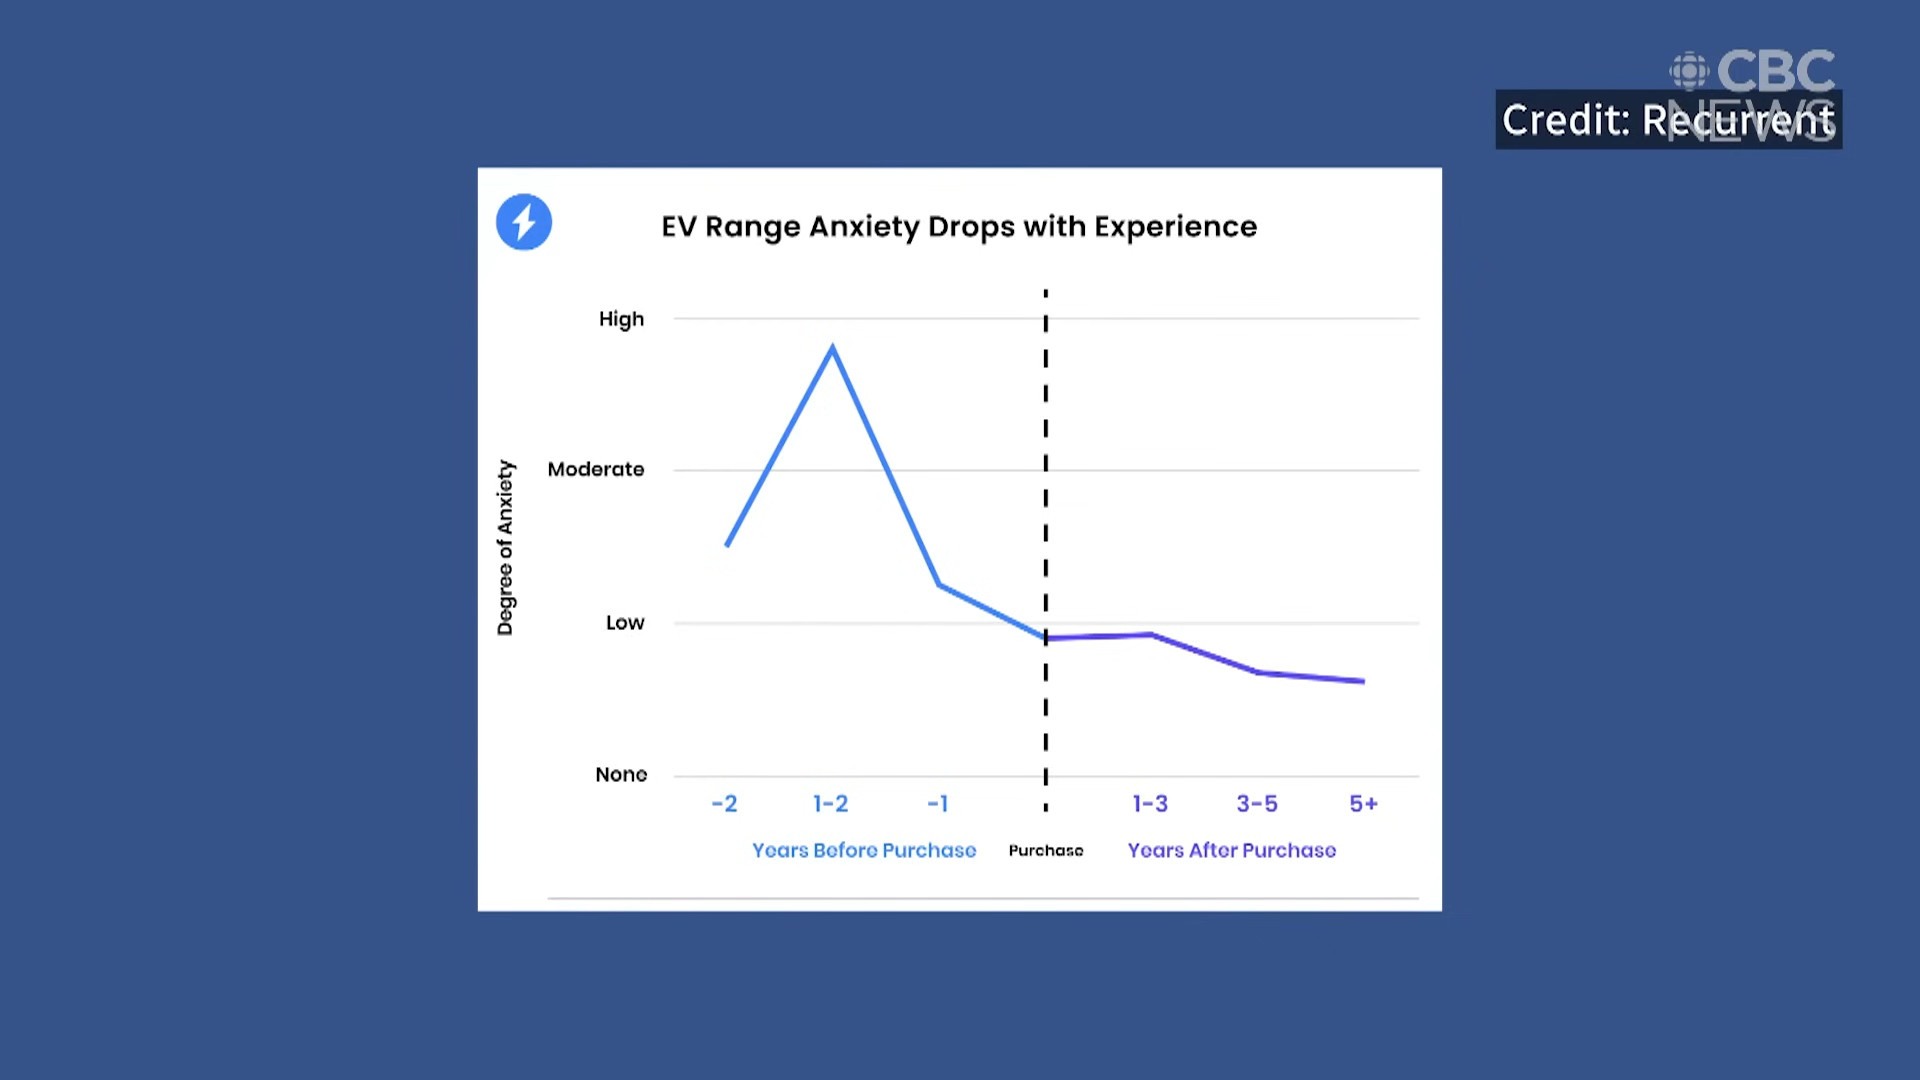 CBC
NEWS
Credit: Recurrent
EV Range Anxiety Drops with Experience
High
Moderate
Low
None
Degree of Anxiety
-2 1-2 -1 1-3 3-5 5+
Years Before Purchase Purchase Years After Purchase